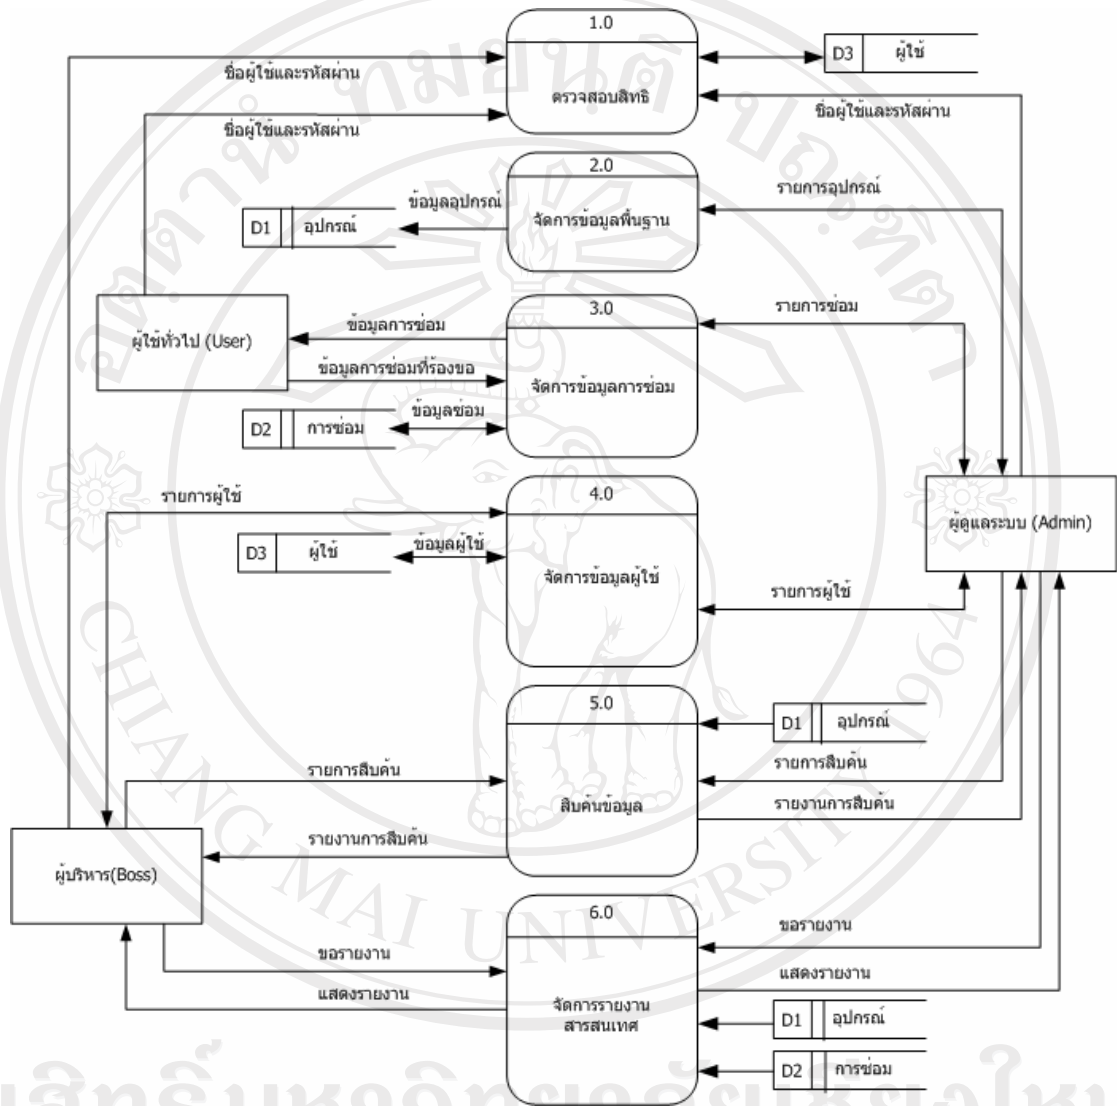 1.0
D3 ผู้ใช้
ชื่อผู้ใช้และรหัสผ่าน
ตรวจสอบสิทธิ
ชื่อผู้ใช้และรหัสผ่าน
ชื่อผู้ใช้และรหัสผ่าน
2.0
รายการอุปกรณ์
ข้อมูลอุปกรณ์
D1 อุปกรณ์
จัดการข้อมูลพื้นฐาน
3.0
รายการซ่อม
ข้อมูลการซ่อม
ผู้ใช้ทั่วไป (User)
ข้อมูลการซ่อมที่ร้องขอ
จัดการข้อมูลการซ่อม
ข้อมูลซ่อม
D2 การซ่อม
4.0
รายการผู้ใช้
ผู้ดูแลระบบ (Admin)
ข้อมูลผู้ใช้
D3 ผู้ใช้
จัดการข้อมูลผู้ใช้
รายการผู้ใช้
5.0
D1 อุปกรณ์
รายการสืบค้น
รายการสืบค้น
สืบค้นข้อมูล
รายงานการสืบค้น
รายงานการสืบค้น
ผู้บริหาร(Boss)
6.0
ขอรายงาน
ขอรายงาน
แสดงรายงาน
แสดงรายงาน
จัดการรายงาน
สารสนเทศ
D1 อุปกรณ์
D2 การซ่อม
CHIANG MAI UNIVERSITY 1964